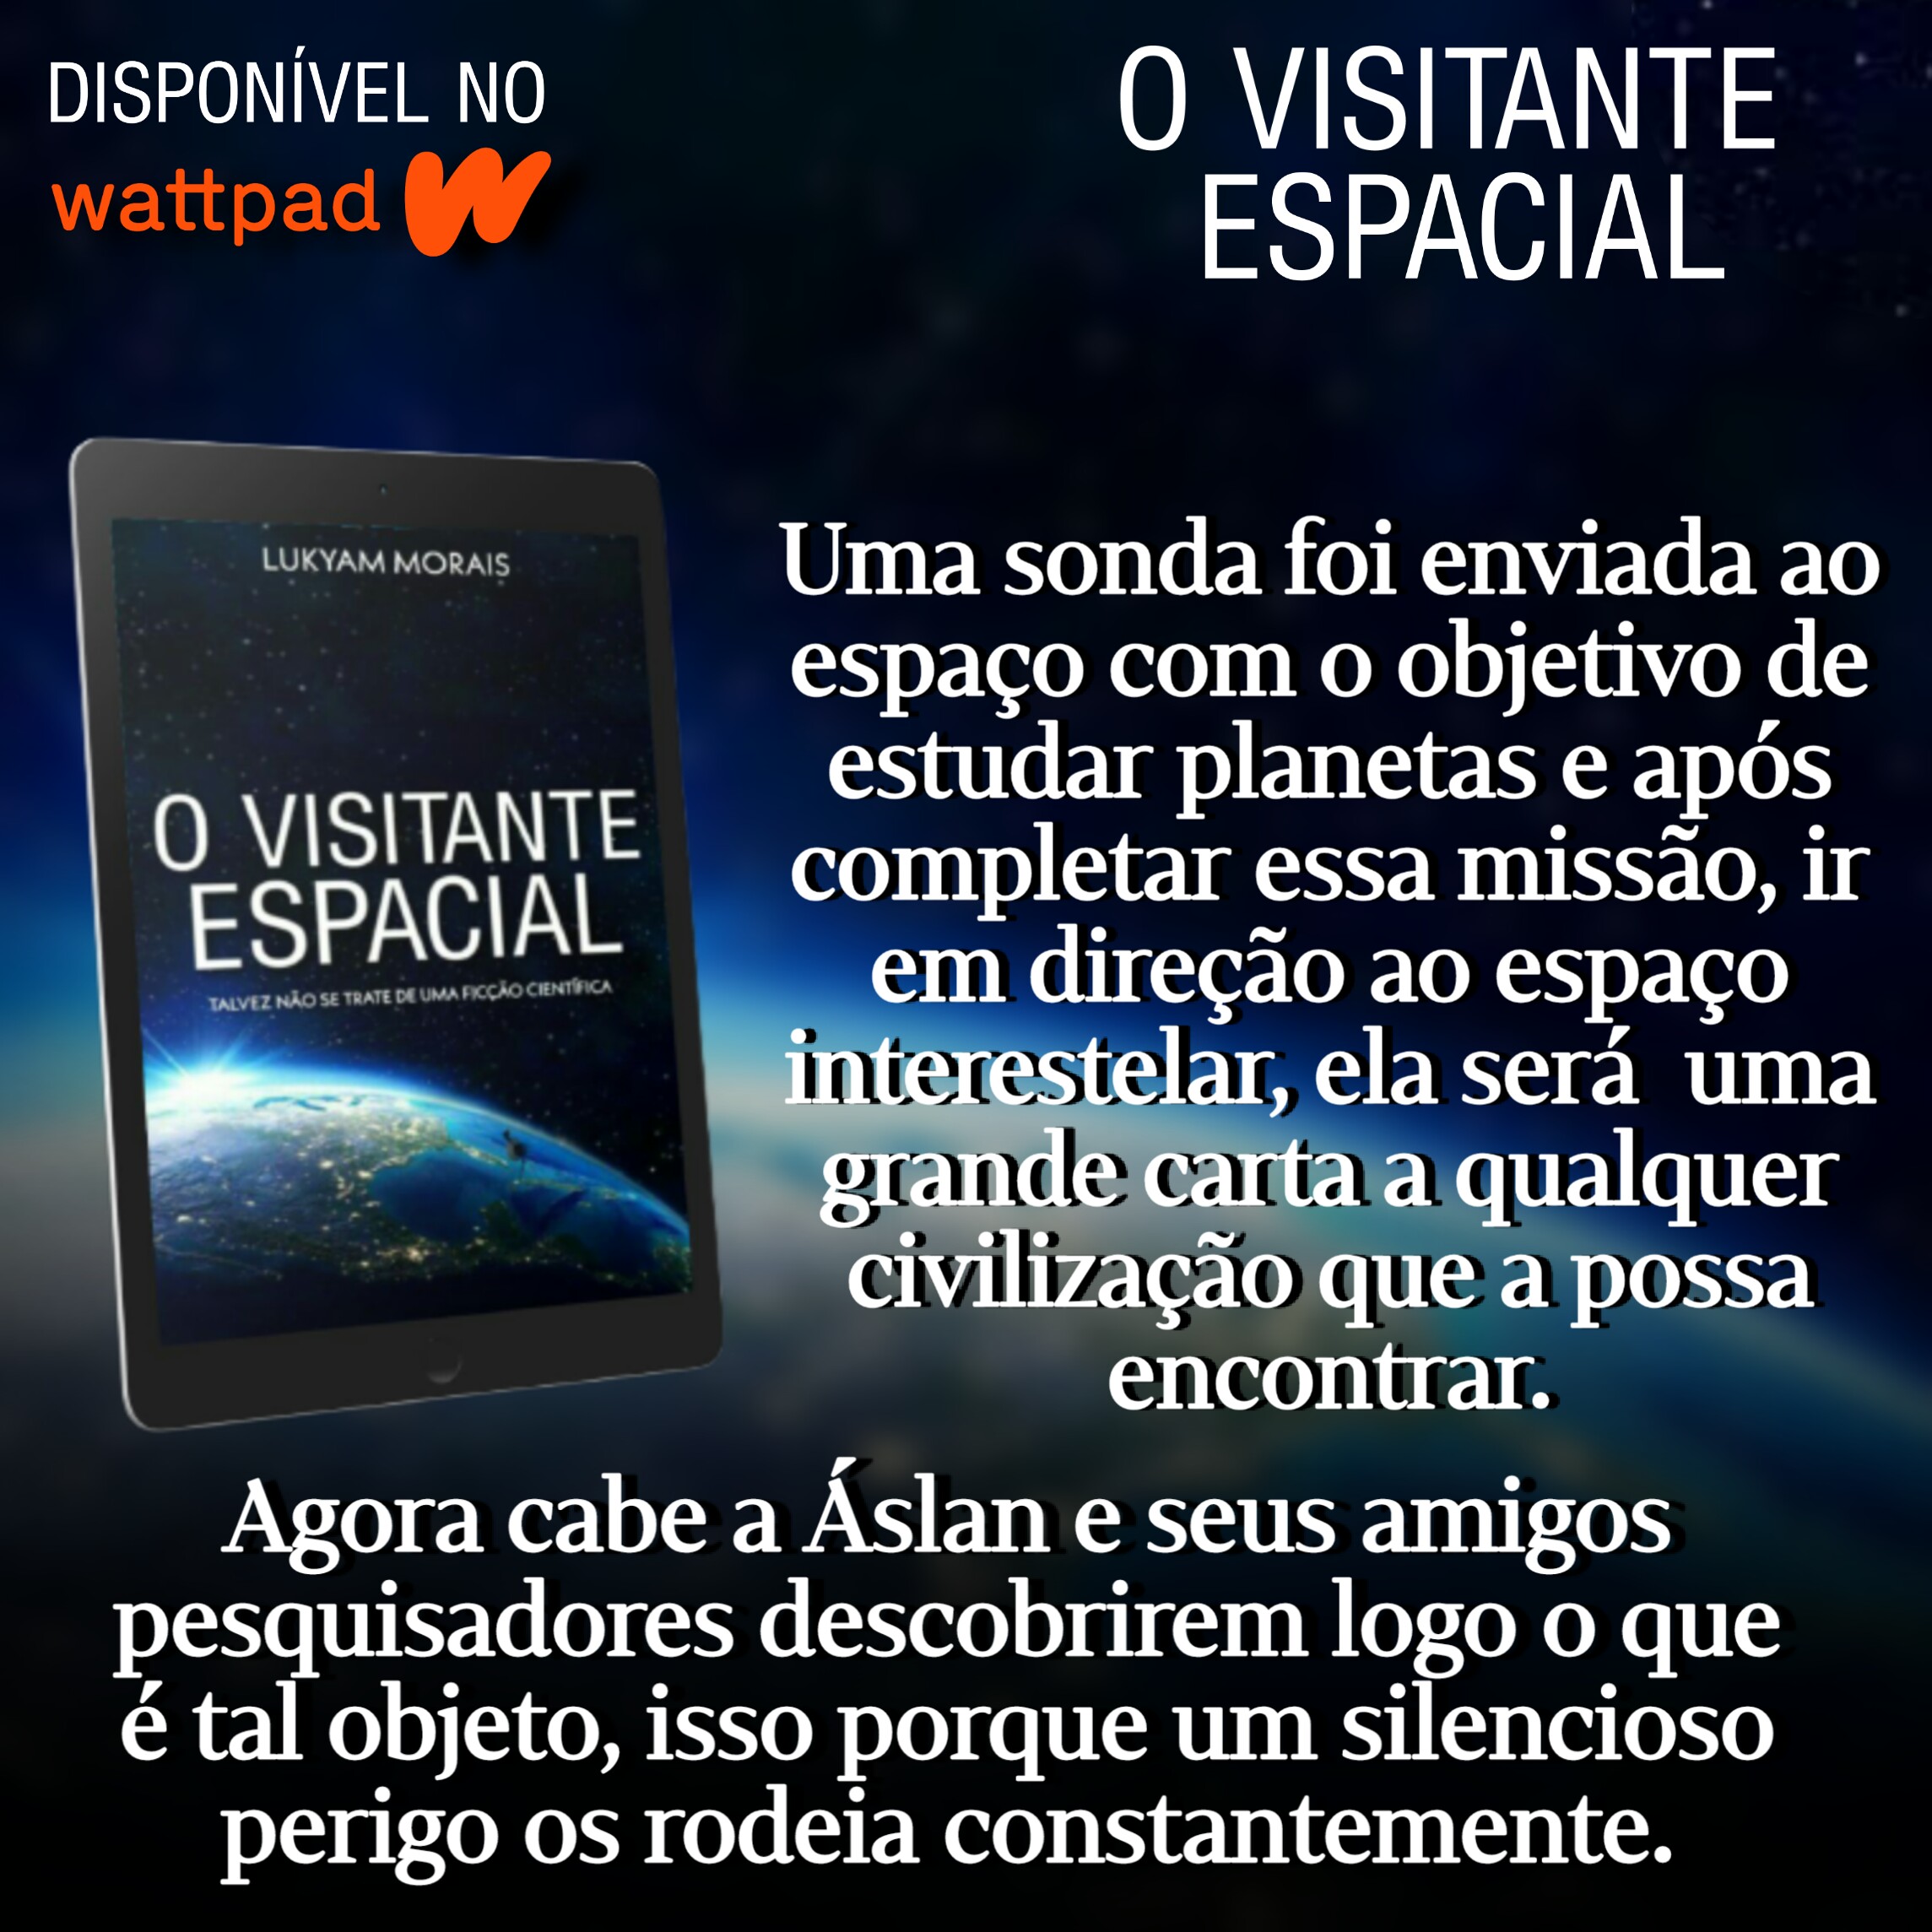 DISPONÍVEL NO
wattpad
O VISITANTE
ESPACIAL
LUKYAM MORAIS
O VISITANTE
ESPACIAL
TALVEZ NÃO SE TRATE DE UMA FICÇÃO CIENTÍFICA
Uma sonda foi enviada ao
espaço com o objetivo de
estudar planetas e após
completar essa missão, ir
em direção ao espaço
interestelar, ela será  uma
grande carta a qualquer
civilização que a possa
encontrar.
Agora cabe a Áslan e seus amigos
pesquisadores descobrirem logo o que
é tal objeto, isso porque um silencioso
perigo os rodeia constantemente.